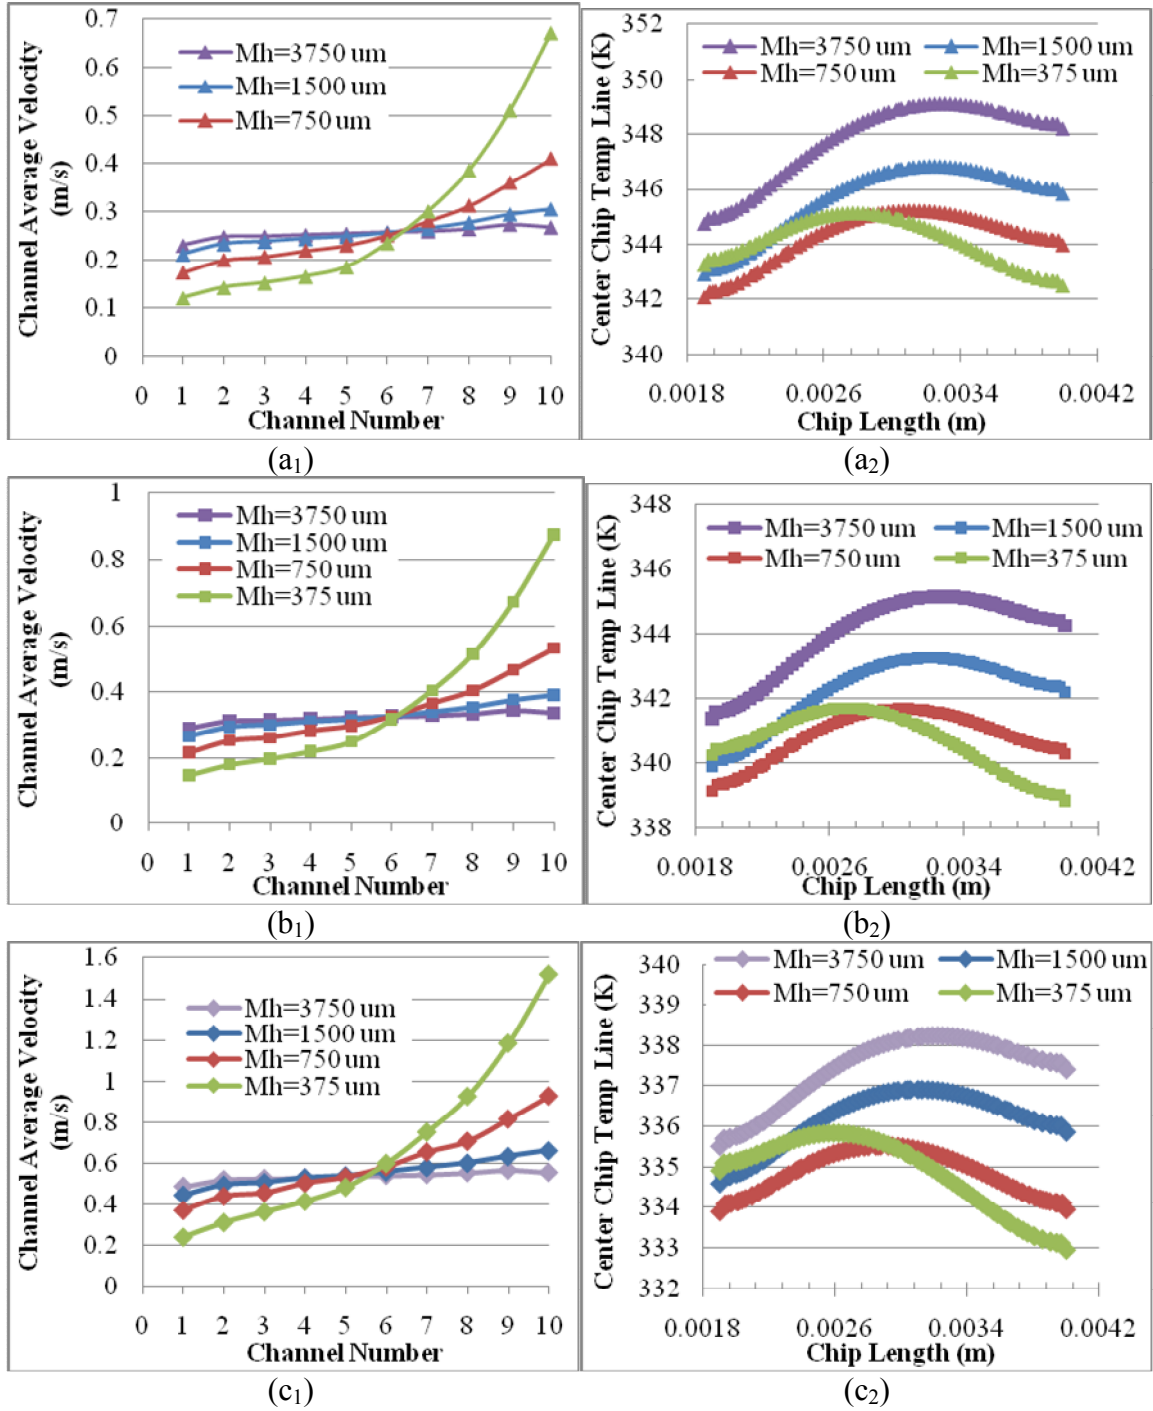 0.7
0.6
0.5
0.4
0.3
0.2
0.1
0
Channel Average Velocity
(m/s)
Mh=3750 um
Mh=1500 um
Mh=750 um
0 1 2 3 4 5 6 7 8 9 10
Channel Number
(a1)
352
350
348
346
344
342
340
Center Chip Temp Line (K)
Mh=3750 um Mh=1500 um
Mh=750 um Mh=375 um
0.0018 0.0026 0.0034 0.0042
Chip Length (m)
(a2)
1
0.8
0.6
0.4
0.2
0
Channel Average Velocity
(m/s)
Mh=3750 um
Mh=1500 um
Mh=750 um
Mh=375 um
0 1 2 3 4 5 6 7 8 9 10
Channel Number
(b1)
348
346
344
342
340
338
Center Chip Temp Line (K)
Mh=3750 um Mh=1500 um
Mh=750 um Mh=375 um
0.0018 0.0026 0.0034 0.0042
Chip Length (m)
(b2)
1.6
1.4
1.2
1
0.8
0.6
0.4
0.2
0
Channel Average Velocity
(m/s)
Mh=3750 um
Mh=1500 um
Mh=750 um
Mh=375 um
0 1 2 3 4 5 6 7 8 9 10
Channel Number
(c1)
340
339
338
337
336
335
334
333
332
Center Chip Temp Line (K)
Mh=3750 um Mh=1500 um
Mh=750 um Mh=375 um
0.0018 0.0026 0.0034 0.0042
Chip Length (m)
(c2)